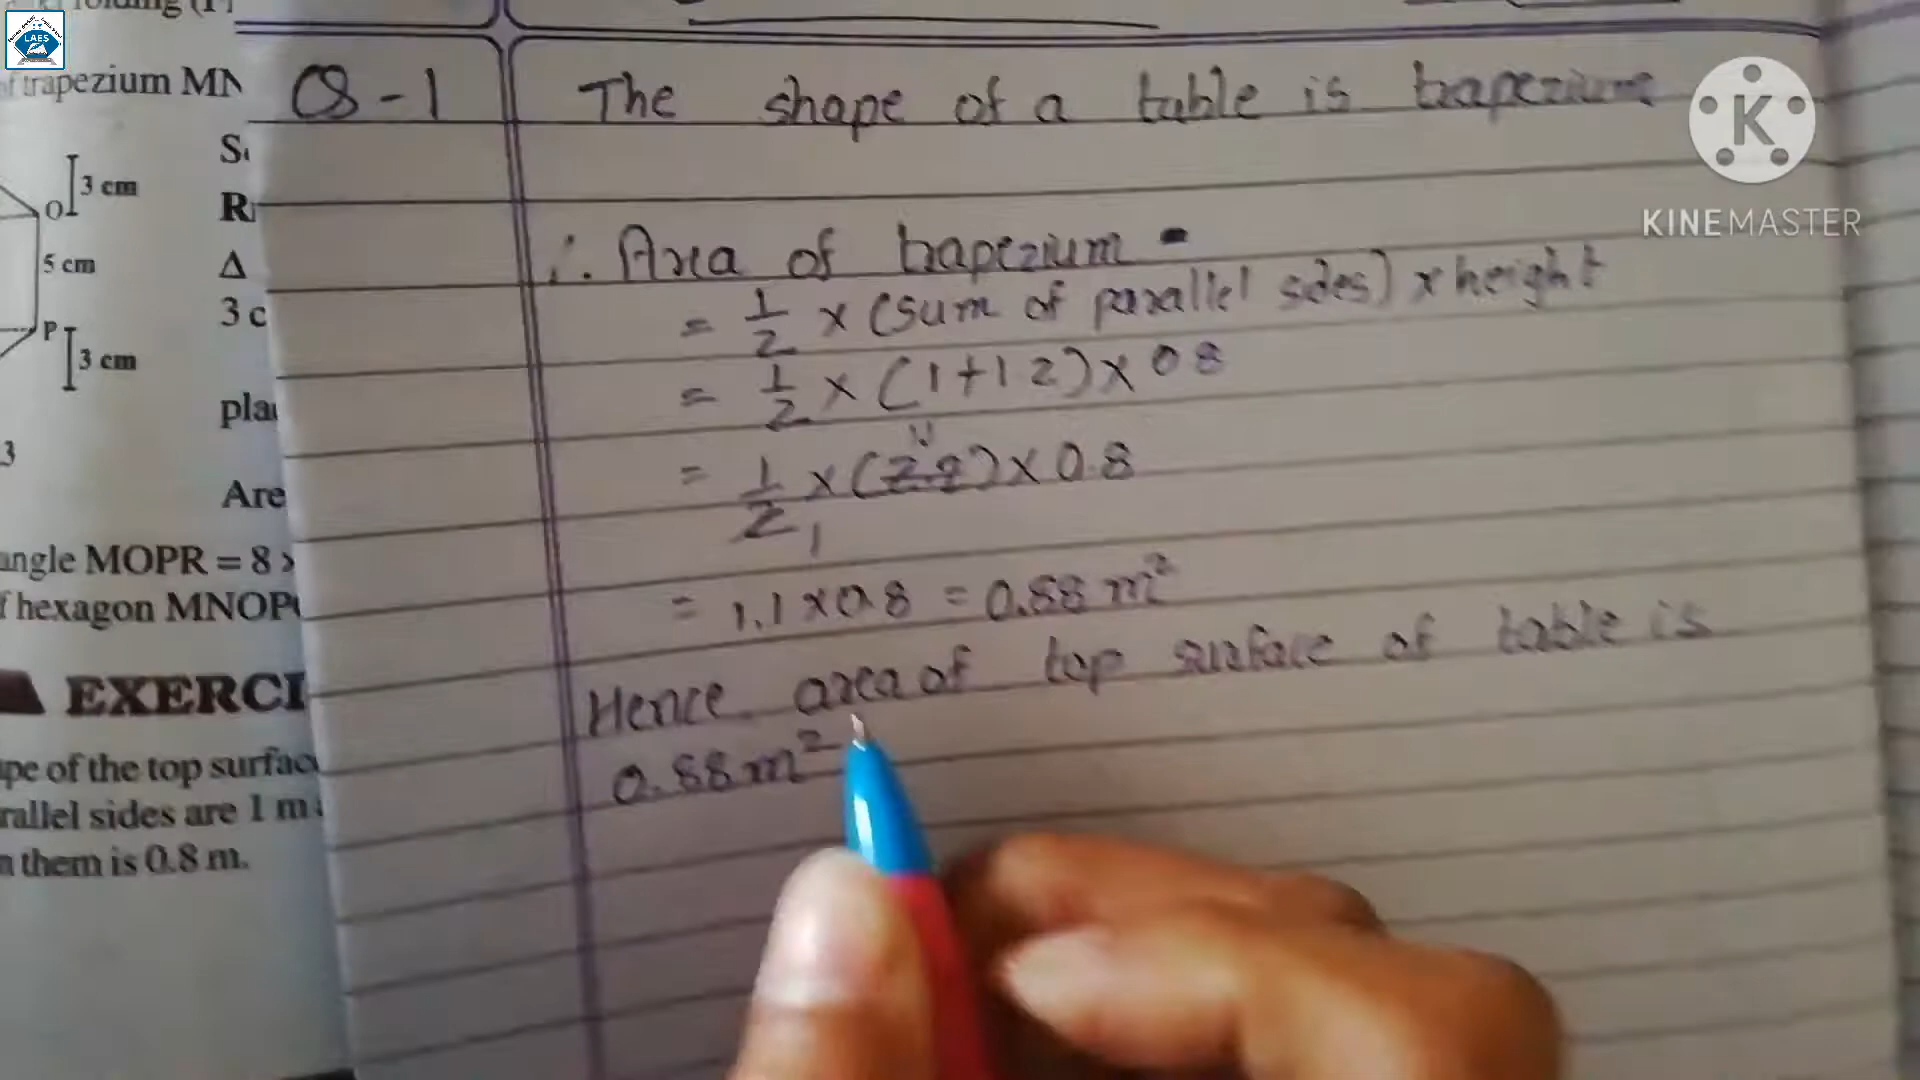 LAES
KINEMASTER
of trapezium MN
3 cm
O
5 cm
P
3 cm
R
Δ
3 c
3
Are
angle MOPR = 8 ×
f hexagon MNOP
EXERCI
ape of the top surfac
rallel sides are 1 m
n them is 0.8 m.
Q8-1 The shape of a table is trapezium
∴ Area of trapezium -
= 1/2 × (sum of parallel sides) × height
= 1/2 × (1+1 2) × 0 8
= 1/2 × (2.2) × 0.8
= 1.1 × 0.8 = 0.88 m²
Hence area of top surface of table is
0.88 m²